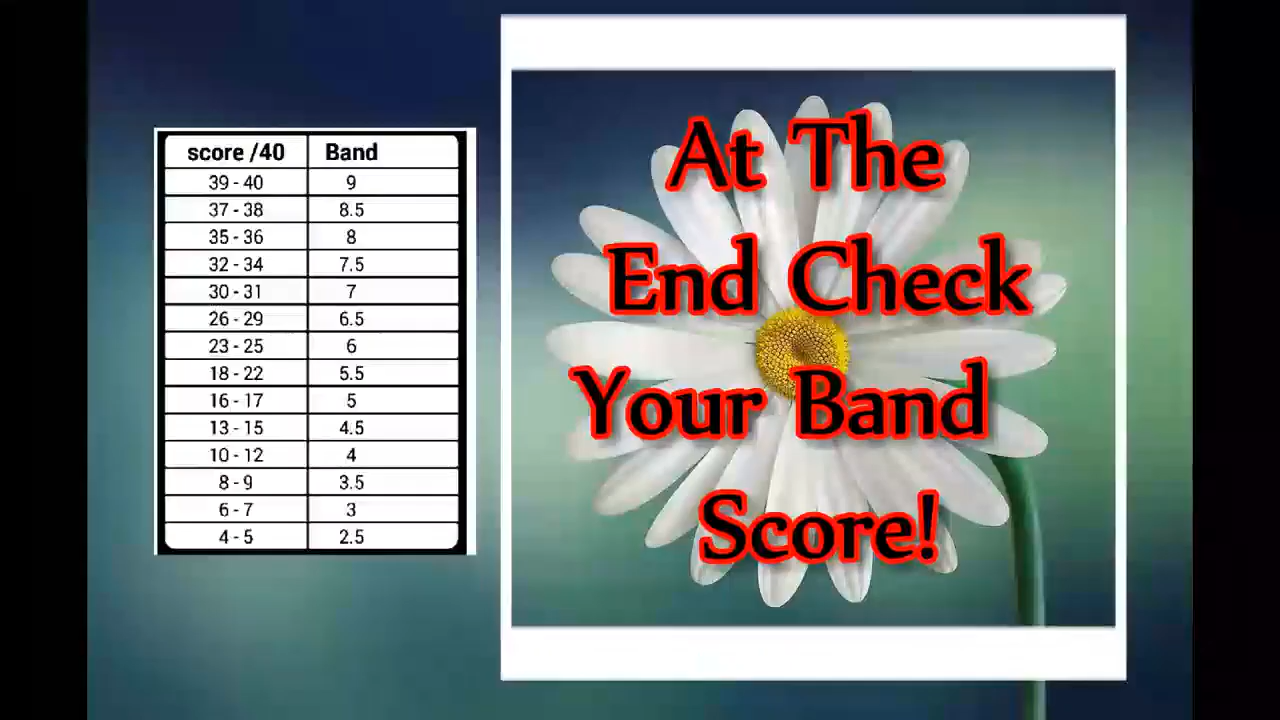 score /40 Band
39 - 40 9
37 - 38 8.5
35 - 36 8
32 - 34 7.5
30 - 31 7
26 - 29 6.5
23 - 25 6
18 - 22 5.5
16 - 17 5
13 - 15 4.5
10 - 12 4
8 - 9 3.5
6 - 7 3
4 - 5 2.5
At The
End Check
Your Band
Score!